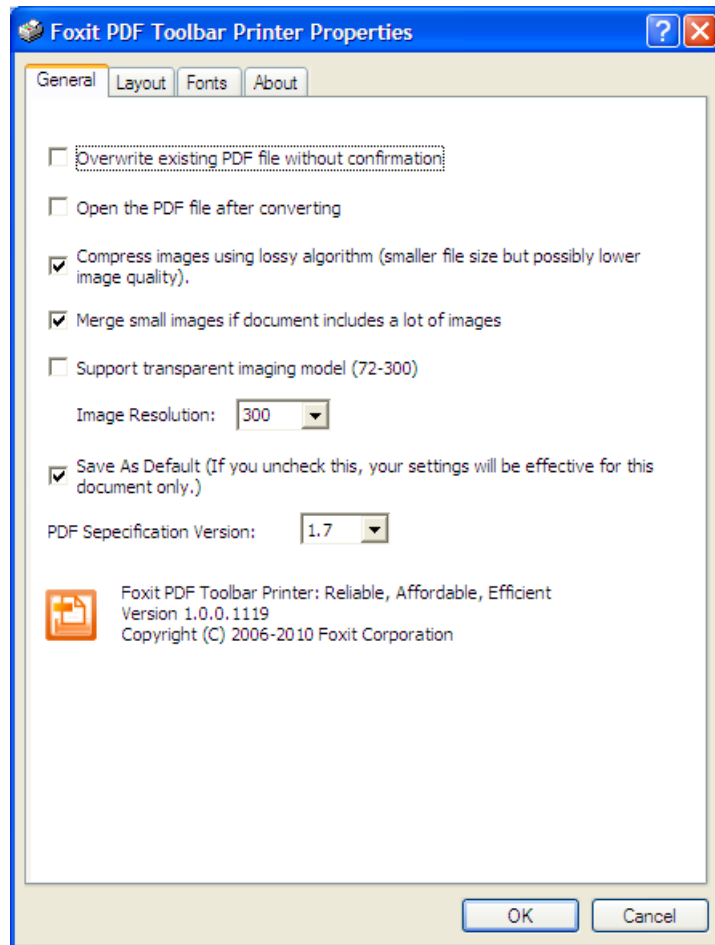 Foxit PDF Toolbar Printer Properties
General Layout Fonts About
Overwrite existing PDF file without confirmation
Open the PDF file after converting
Compress images using lossy algorithm (smaller file size but possibly lower
image quality).
Merge small images if document includes a lot of images
Support transparent imaging model (72-300)
Image Resolution: 300
Save As Default (If you uncheck this, your settings will be effective for this
document only.)
PDF Sepecification Version: 1.7
Foxit PDF Toolbar Printer: Reliable, Affordable, Efficient
Version 1.0.0.1119
Copyright (C) 2006-2010 Foxit Corporation
OK Cancel